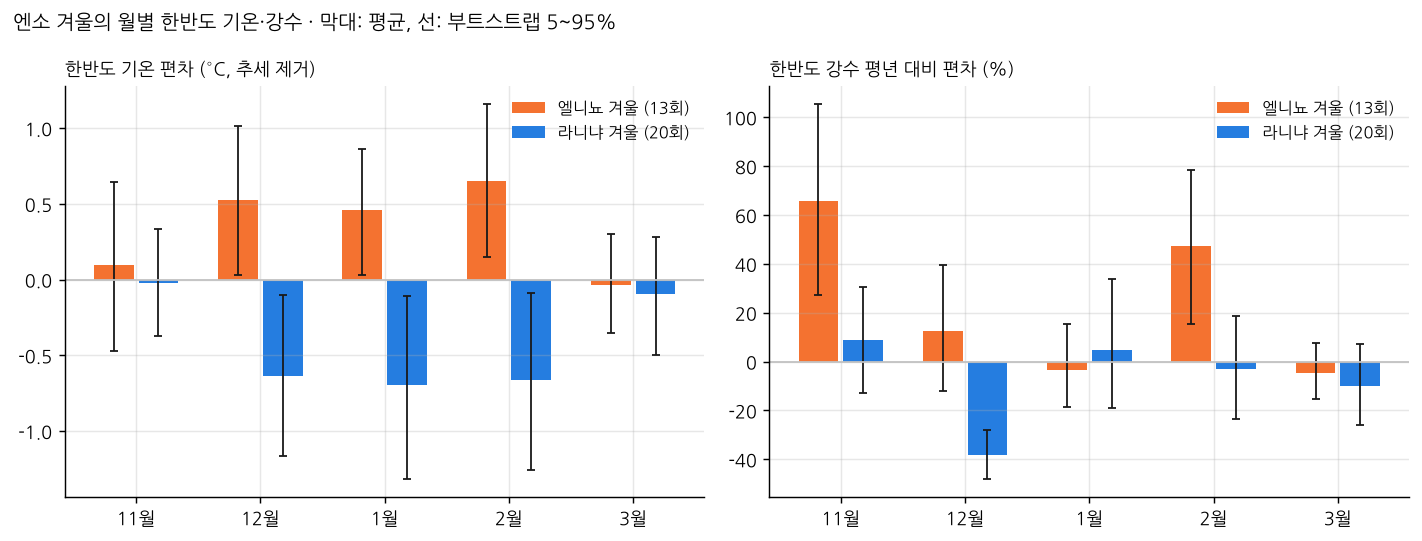 엔소 겨울의 월별 한반도 기온·강수 · 막대: 평균, 선: 부트스트랩 5~95%
한반도 기온 편차 (°C, 추세 제거)
엘니뇨 겨울 (13회)
라니냐 겨울 (20회)
1.0
0.5
0.0
-0.5
-1.0
11월
12월
1월
2월
3월
한반도 강수 평년 대비 편차 (%)
엘니뇨 겨울 (13회)
라니냐 겨울 (20회)
100
80
60
40
20
0
-20
-40
11월
12월
1월
2월
3월